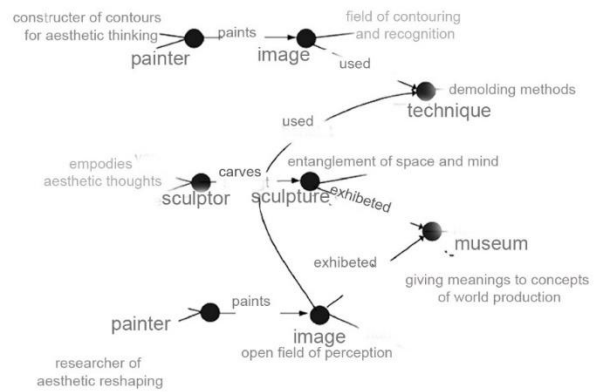 constructer of contours
for aesthetic thinking
paints
field of contouring
and recognition
painter
image
used
demolding methods
technique
used
empodies
aesthetic thoughts
carves
entanglement of space and mind
sculptor
sculpture
exhibeted
museum
exhibeted
giving meanings to concepts
of world production
paints
painter
image
open field of perception
researcher of
aesthetic reshaping